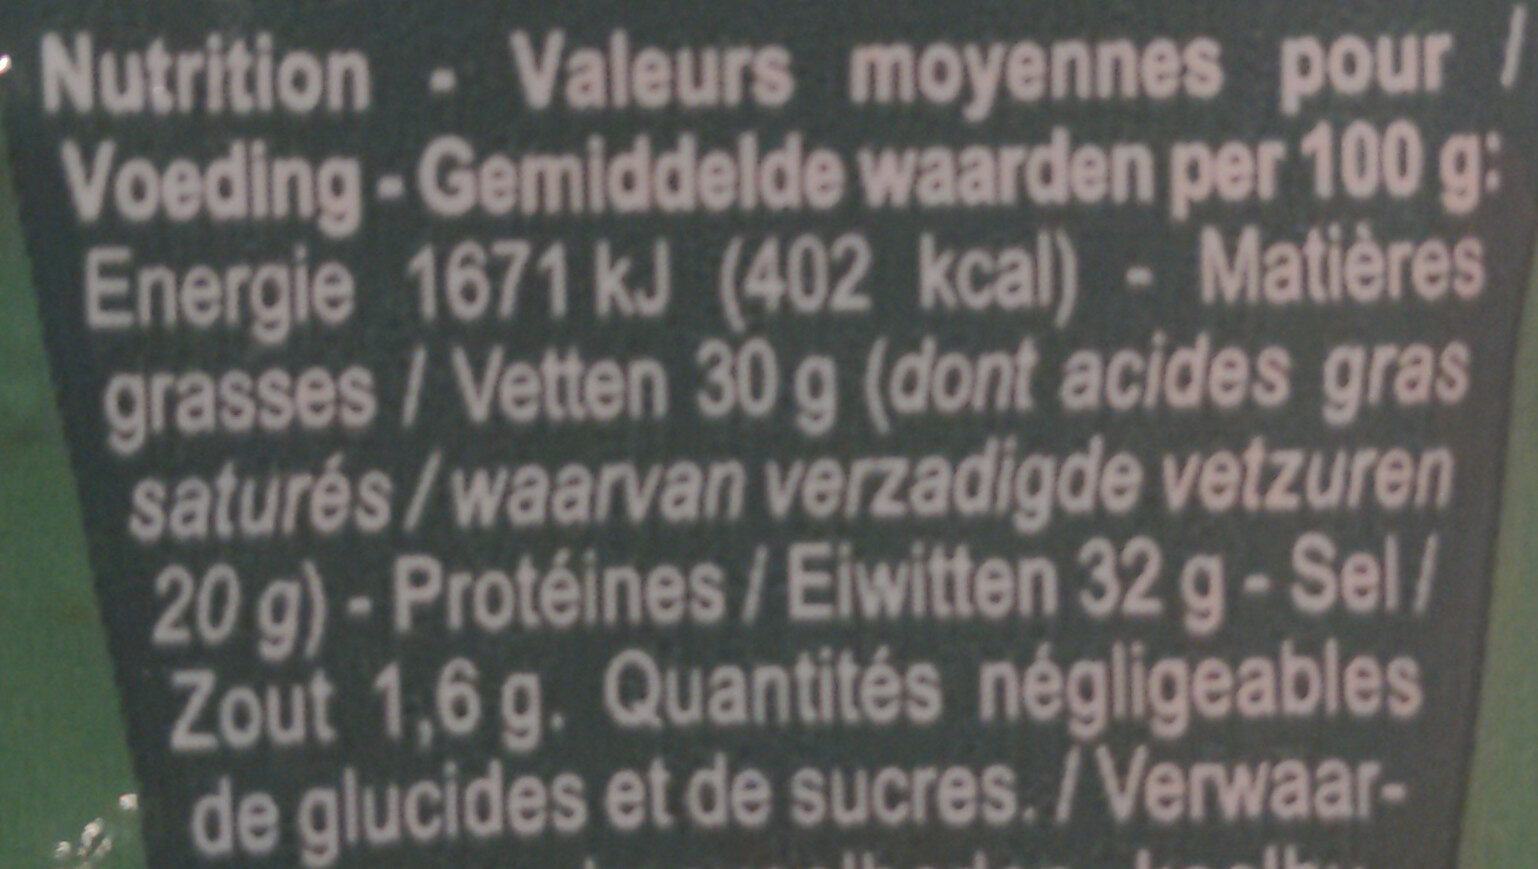 Nutrition - Valeurs moyennes pour /
Voeding - Gemiddelde waarden per 100 g:
Energie 1671 kJ (402 kcal) - Matières
grasses / Vetten 30 g (dont acides gras
saturés / waarvan verzadigde vetzuren
20 g) - Protéines / Eiwitten 32 g - Sel /
Zout 1,6 g. Quantités négligeables
de glucides et de sucres. / Verwaar-